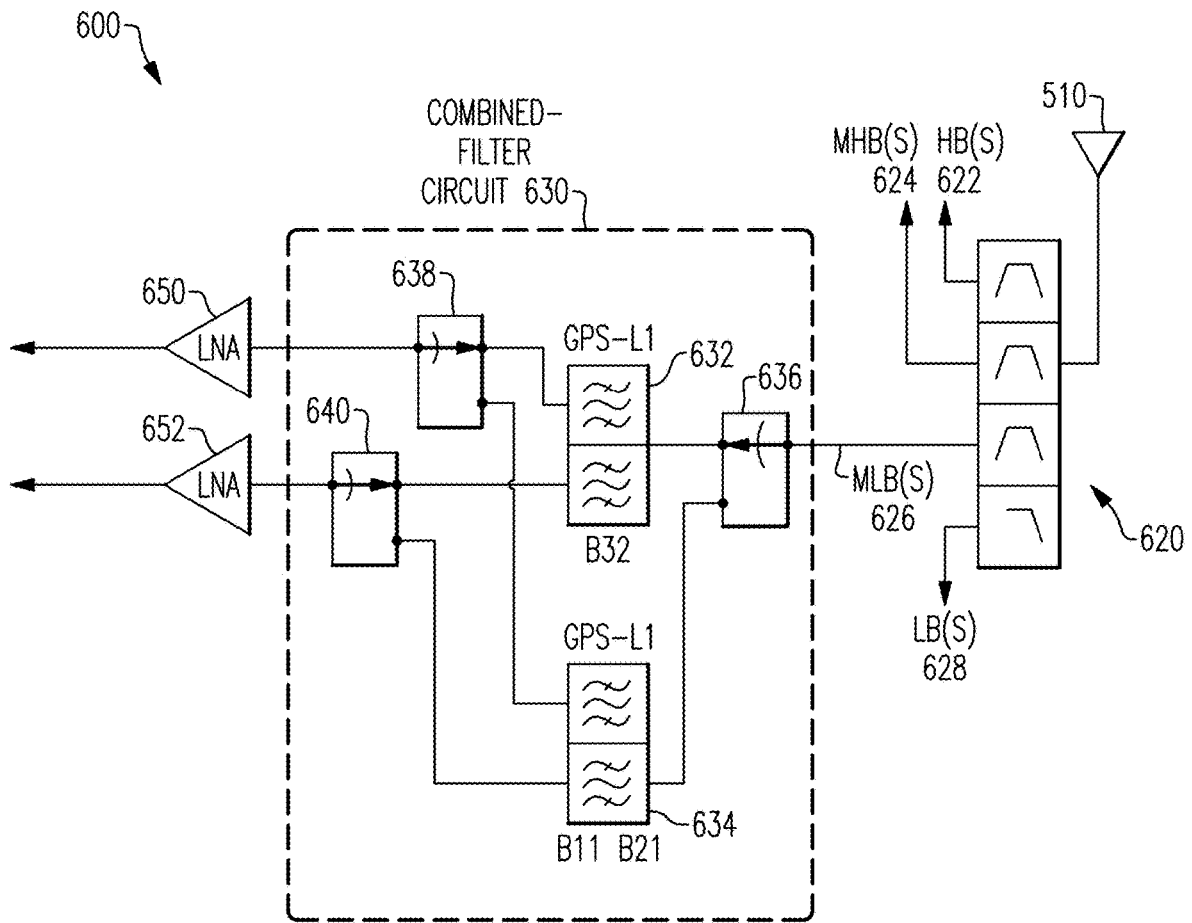 600
COMBINED-
FILTER
CIRCUIT 630
MHB(S)
624
HB(S)
622
510
650
LNA
638
GPS-L1
632
636
652
LNA
640
MLB(S)
626
B32
620
GPS-L1
LB(S)
628
634
B11 B21